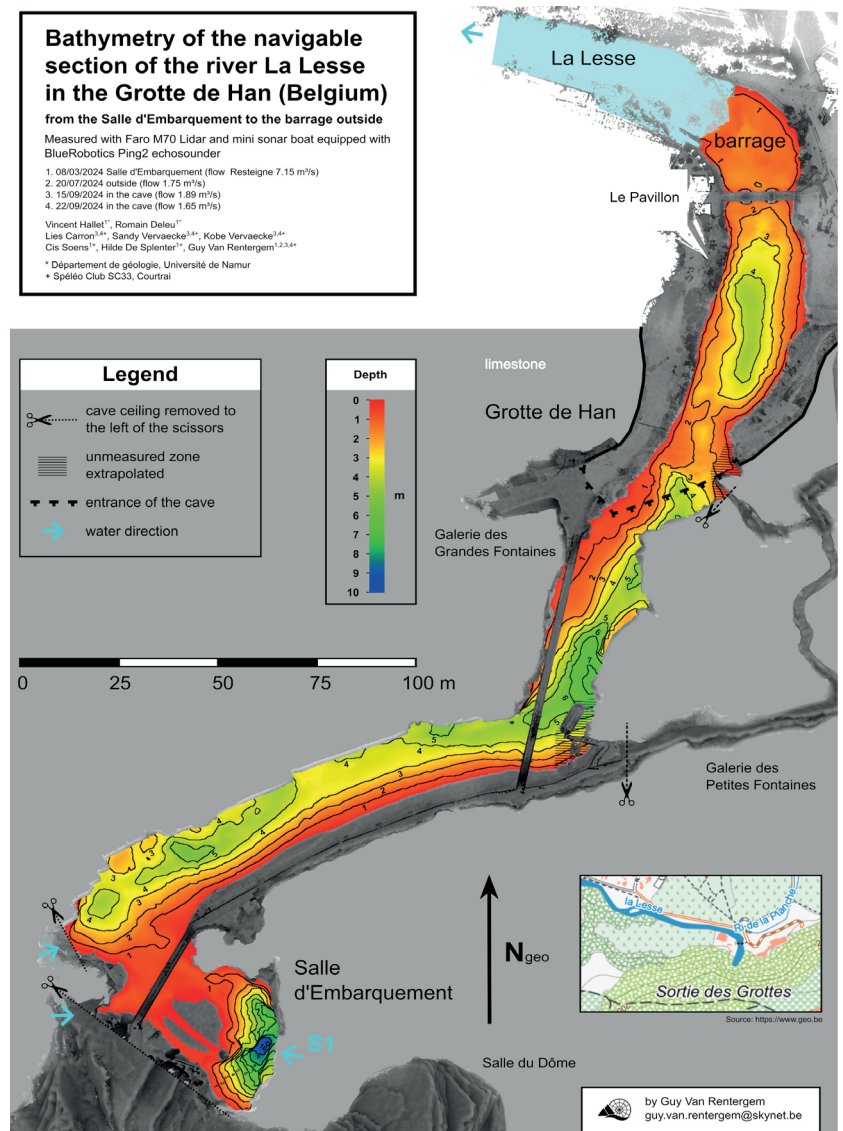 Bathymetry of the navigable
section of the river La Lesse
in the Grotte de Han (Belgium)
from the Salle d'Embarquement to the barrage outside
Measured with Faro M70 Lidar and mini sonar boat equipped with
BlueRobotics Ping2 echosounder
1. 08/03/2024 Salle d'Embarquement (flow Resteigne 7.15 m³/s)
2. 20/07/2024 outside (flow 1.75 m³/s)
3. 15/09/2024 in the cave (flow 1.89 m³/s)
4. 22/09/2024 in the cave (flow 1.65 m³/s)
Vincent Hallet¹*, Romain Deleu¹*
Lies Carron³,⁴+, Sandy Vervaecke³,⁴+, Kobe Vervaecke³,⁴+
Cis Soens¹+, Hilde De Splenter¹+, Guy Van Rentergem¹,²,³,⁴+
* Département de géologie, Université de Namur
+ Spéléo Club SC33, Courtrai
La Lesse
barrage
Le Pavillon
limestone
Grotte de Han
Legend
cave ceiling removed to
the left of the scissors
unmeasured zone
extrapolated
entrance of the cave
water direction
Depth
0
1
2
3
4
5
6
7
8
9
10
m
Galerie des
Grandes Fontaines
0 25 50 75 100 m
Galerie des
Petites Fontaines
N geo
Salle
d'Embarquement
S1
Salle du Dôme
la Lesse
Ri de la Planche
Sortie des Grottes
Source: https://www.geo.be
by Guy Van Rentergem
guy.van.rentergem@skynet.be